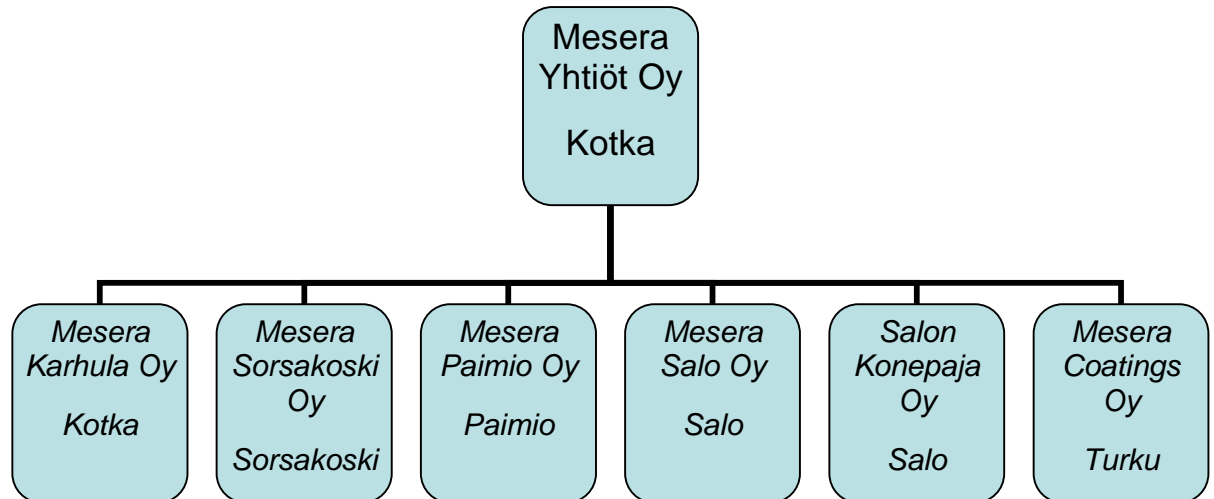 Mesera
Yhtiöt Oy
Kotka
Mesera
Karhula Oy
Kotka
Mesera
Sorsakoski
Oy
Sorsakoski
Mesera
Paimio Oy
Paimio
Mesera
Salo Oy
Salo
Salon
Konepaja
Oy
Salo
Mesera
Coatings
Oy
Turku